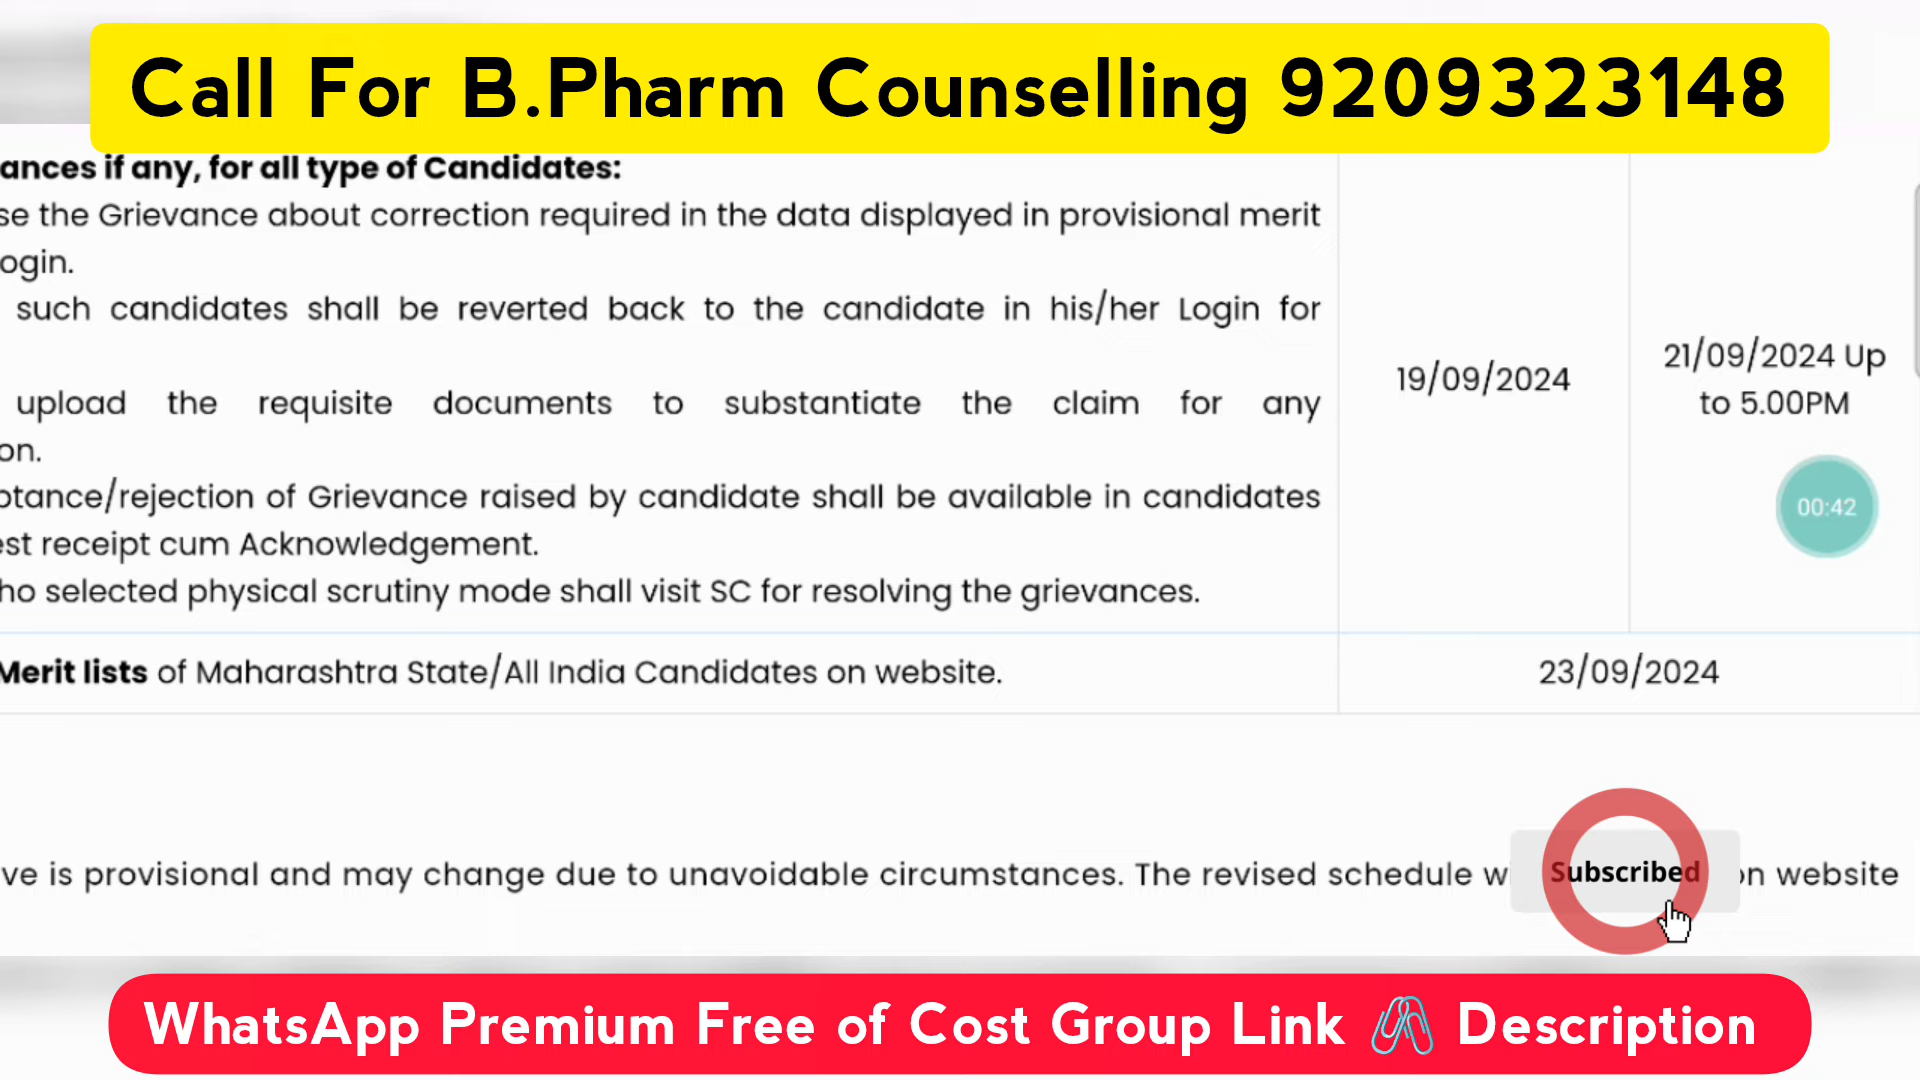 Call For B.Pharm Counselling 9209323148
ances if any, for all type of Candidates:
se the Grievance about correction required in the data displayed in provisional merit
ogin.
such candidates shall be reverted back to the candidate in his/her Login for
upload the requisite documents to substantiate the claim for any
on.
ptance/rejection of Grievance raised by candidate shall be available in candidates
est receipt cum Acknowledgement.
ho selected physical scrutiny mode shall visit SC for resolving the grievances.
19/09/2024
21/09/2024 Up
to 5.00PM
00:42
Merit lists of Maharashtra State/All India Candidates on website.
23/09/2024
ve is provisional and may change due to unavoidable circumstances. The revised schedule w
Subscribed
on website
WhatsApp Premium Free of Cost Group Link Description